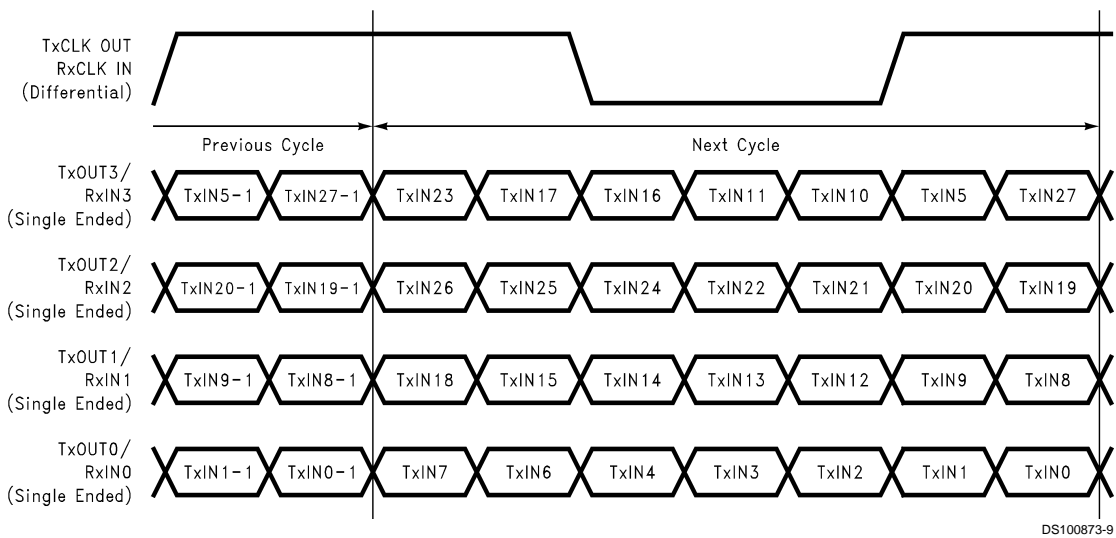 TxCLK OUT
RxCLK IN
(Differential)
Previous Cycle
Next Cycle
TxOUT3/
RxIN3
(Single Ended)
TxIN5-1 TxIN27-1 TxIN23 TxIN17 TxIN16 TxIN11 TxIN10 TxIN5 TxIN27
TxOUT2/
RxIN2
(Single Ended)
TxIN20-1 TxIN19-1 TxIN26 TxIN25 TxIN24 TxIN22 TxIN21 TxIN20 TxIN19
TxOUT1/
RxIN1
(Single Ended)
TxIN9-1 TxIN8-1 TxIN18 TxIN15 TxIN14 TxIN13 TxIN12 TxIN9 TxIN8
TxOUT0/
RxIN0
(Single Ended)
TxIN1-1 TxIN0-1 TxIN7 TxIN6 TxIN4 TxIN3 TxIN2 TxIN1 TxIN0
DS100873-9